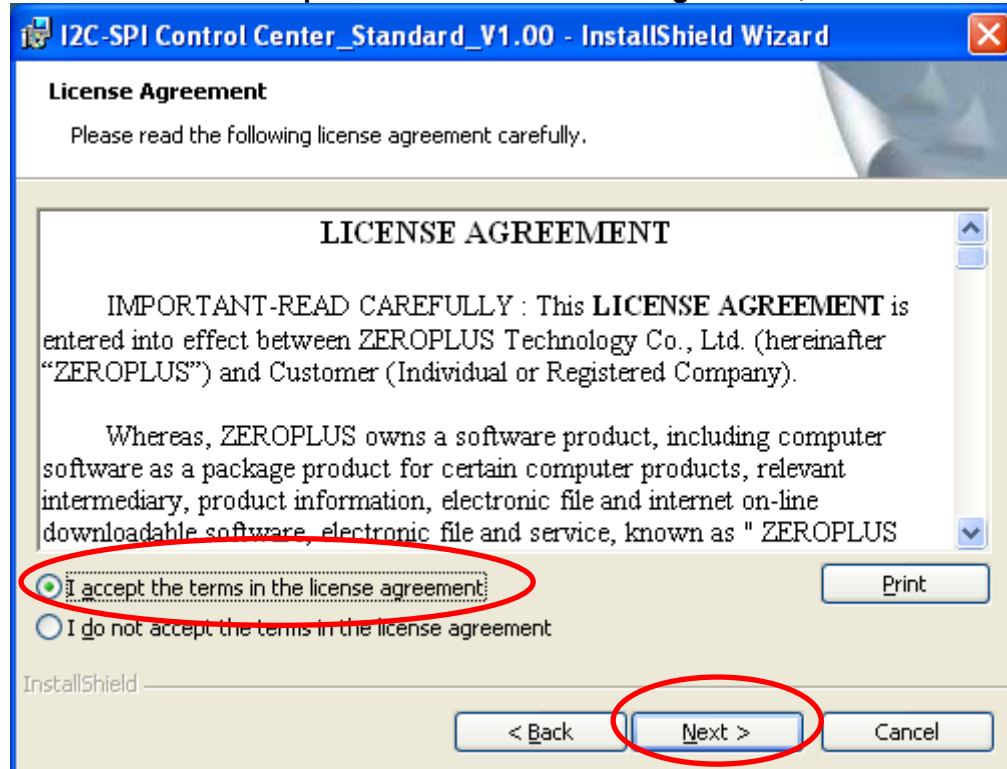 I2C-SPI Control Center_Standard_V1.00 - InstallShield Wizard
License Agreement
Please read the following license agreement carefully.
LICENSE AGREEMENT
IMPORTANT-READ CAREFULLY : This LICENSE AGREEMENT is
entered into effect between ZEROPLUS Technology Co., Ltd. (hereinafter
“ZEROPLUS”) and Customer (Individual or Registered Company).
Whereas, ZEROPLUS owns a software product, including computer
software as a package product for certain computer products, relevant
intermediary, product information, electronic file and internet on-line
downloadable software, electronic file and service, known as " ZEROPLUS
I accept the terms in the license agreement
Print
I do not accept the terms in the license agreement
InstallShield
< Back Next > Cancel